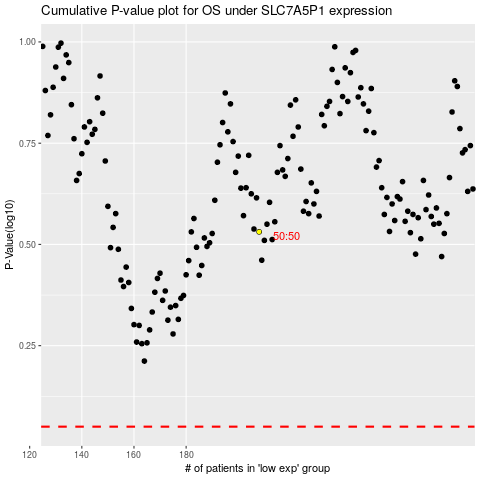 Cumulative P-value plot for OS under SLC7A5P1 expression
P-Value(log10)
1.00
0.75
0.50
0.25
50:50
120 140 160 180
# of patients in 'low exp' group